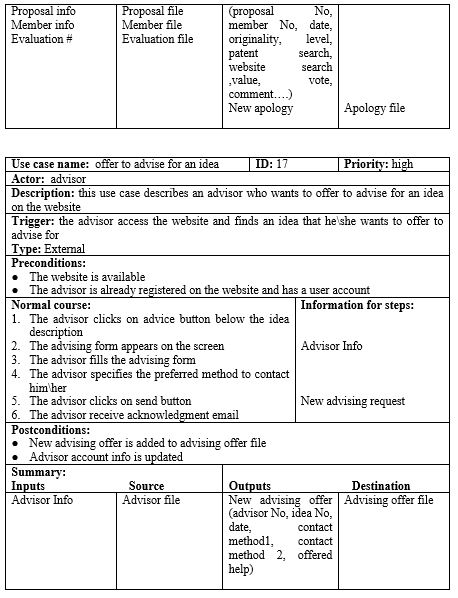 Proposal info
Member info
Evaluation #
Proposal file
Member file
Evaluation file
(proposal No,
member No, date,
originality, level,
patent search,
website search
,value, vote,
comment….)
New apology
Apology file
Use case name: offer to advise for an idea
ID: 17
Priority: high
Actor: advisor
Description: this use case describes an advisor who wants to offer to advise for an idea
on the website
Trigger: the advisor access the website and finds an idea that he\she wants to offer to
advise for
Type: External
Preconditions:
● The website is available
● The advisor is already registered on the website and has a user account
Normal course:
1. The advisor clicks on advice button below the idea
description
2. The advising form appears on the screen
3. The advisor fills the advising form
4. The advisor specifies the preferred method to contact
him\her
5. The advisor clicks on send button
6. The advisor receive acknowledgment email
Information for steps:
Advisor Info
New advising request
Postconditions:
● New advising offer is added to advising offer file
● Advisor account info is updated
Summary:
Inputs
Source
Outputs
Destination
Advisor Info
Advisor file
New advising offer
(advisor No, idea No,
date, contact
method1, contact
method 2, offered
help)
Advising offer file